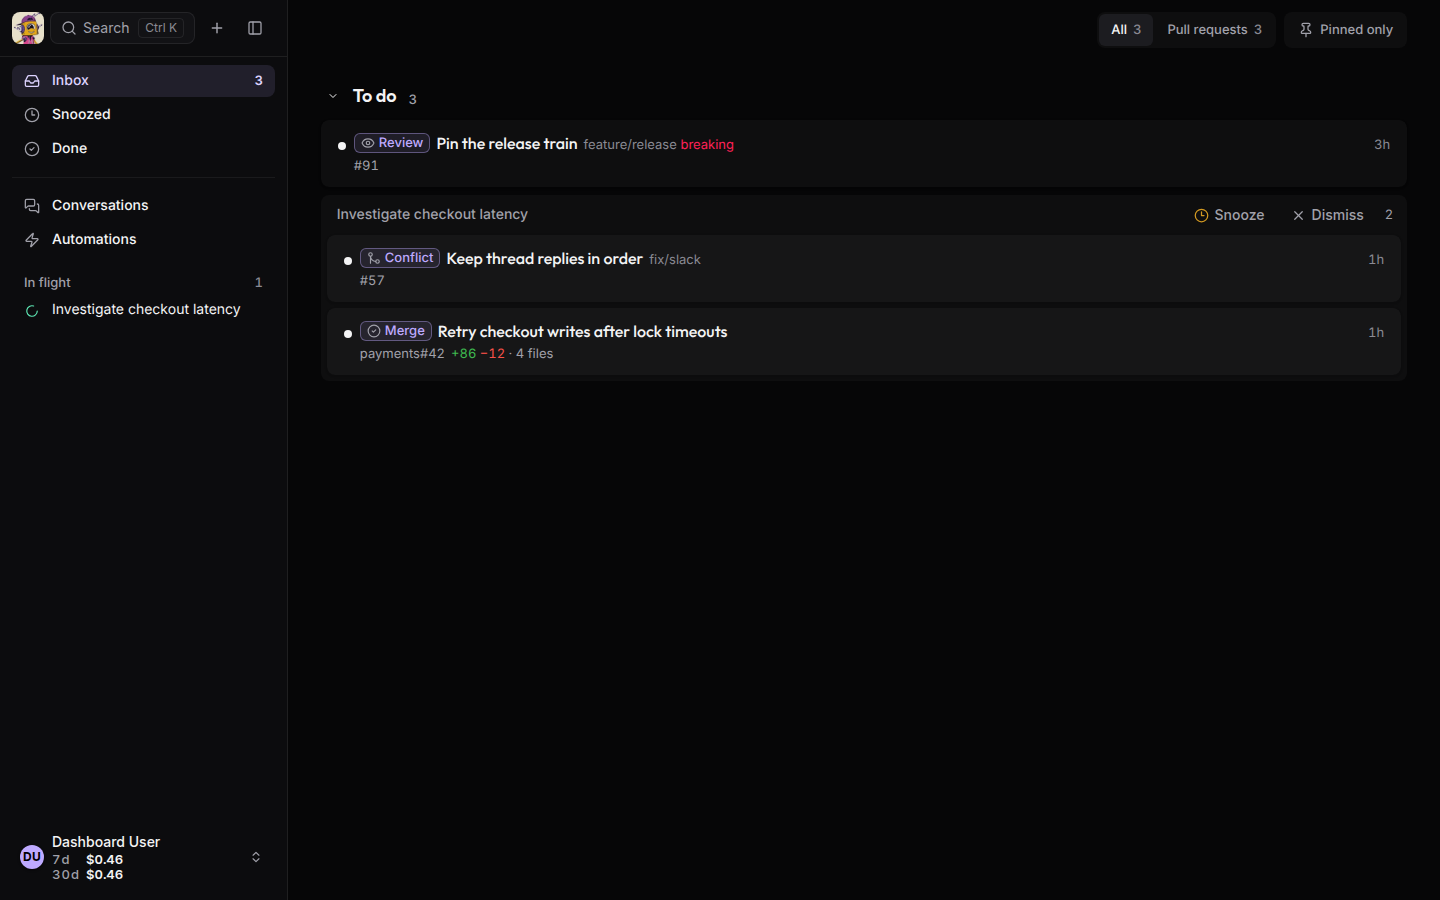 Search Ctrl K
All 3 Pull requests 3 Pinned only
Inbox 3
Snoozed
Done
Conversations
Automations
In flight 1
Investigate checkout latency
Dashboard User
DU
7d $0.46
30d $0.46
To do 3
Review Pin the release train feature/release breaking 3h
#91
Investigate checkout latency Snooze Dismiss 2
Conflict Keep thread replies in order fix/slack 1h
#57
Merge Retry checkout writes after lock timeouts 1h
payments#42 +86 −12 · 4 files